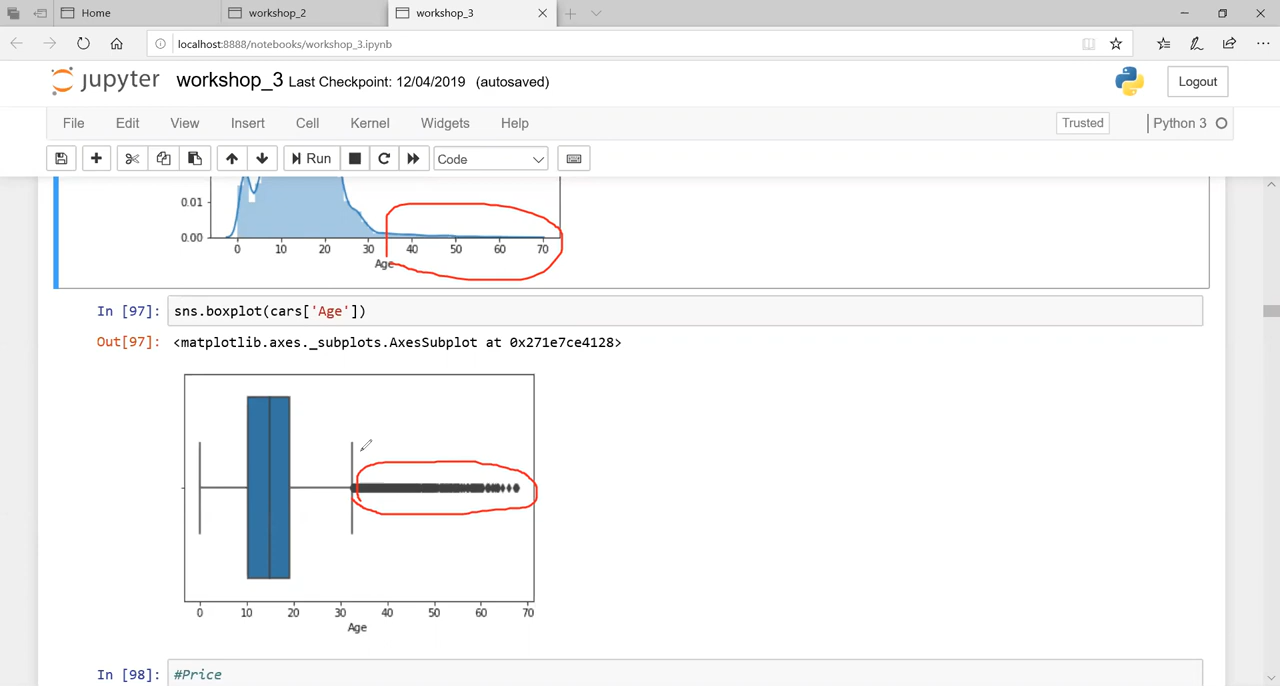 Home
workshop_2
workshop_3
localhost:8888/notebooks/workshop_3.ipynb
jupyter workshop_3 Last Checkpoint: 12/04/2019 (autosaved)
Logout
File Edit View Insert Cell Kernel Widgets Help
Trusted
Python 3
Run
Code
0.01
0.00
0 10 20 30 40 50 60 70
Age
In [97]: sns.boxplot(cars['Age'])
Out[97]: <matplotlib.axes._subplots.AxesSubplot at 0x271e7ce4128>
0 10 20 30 40 50 60 70
Age
In [98]: #Price